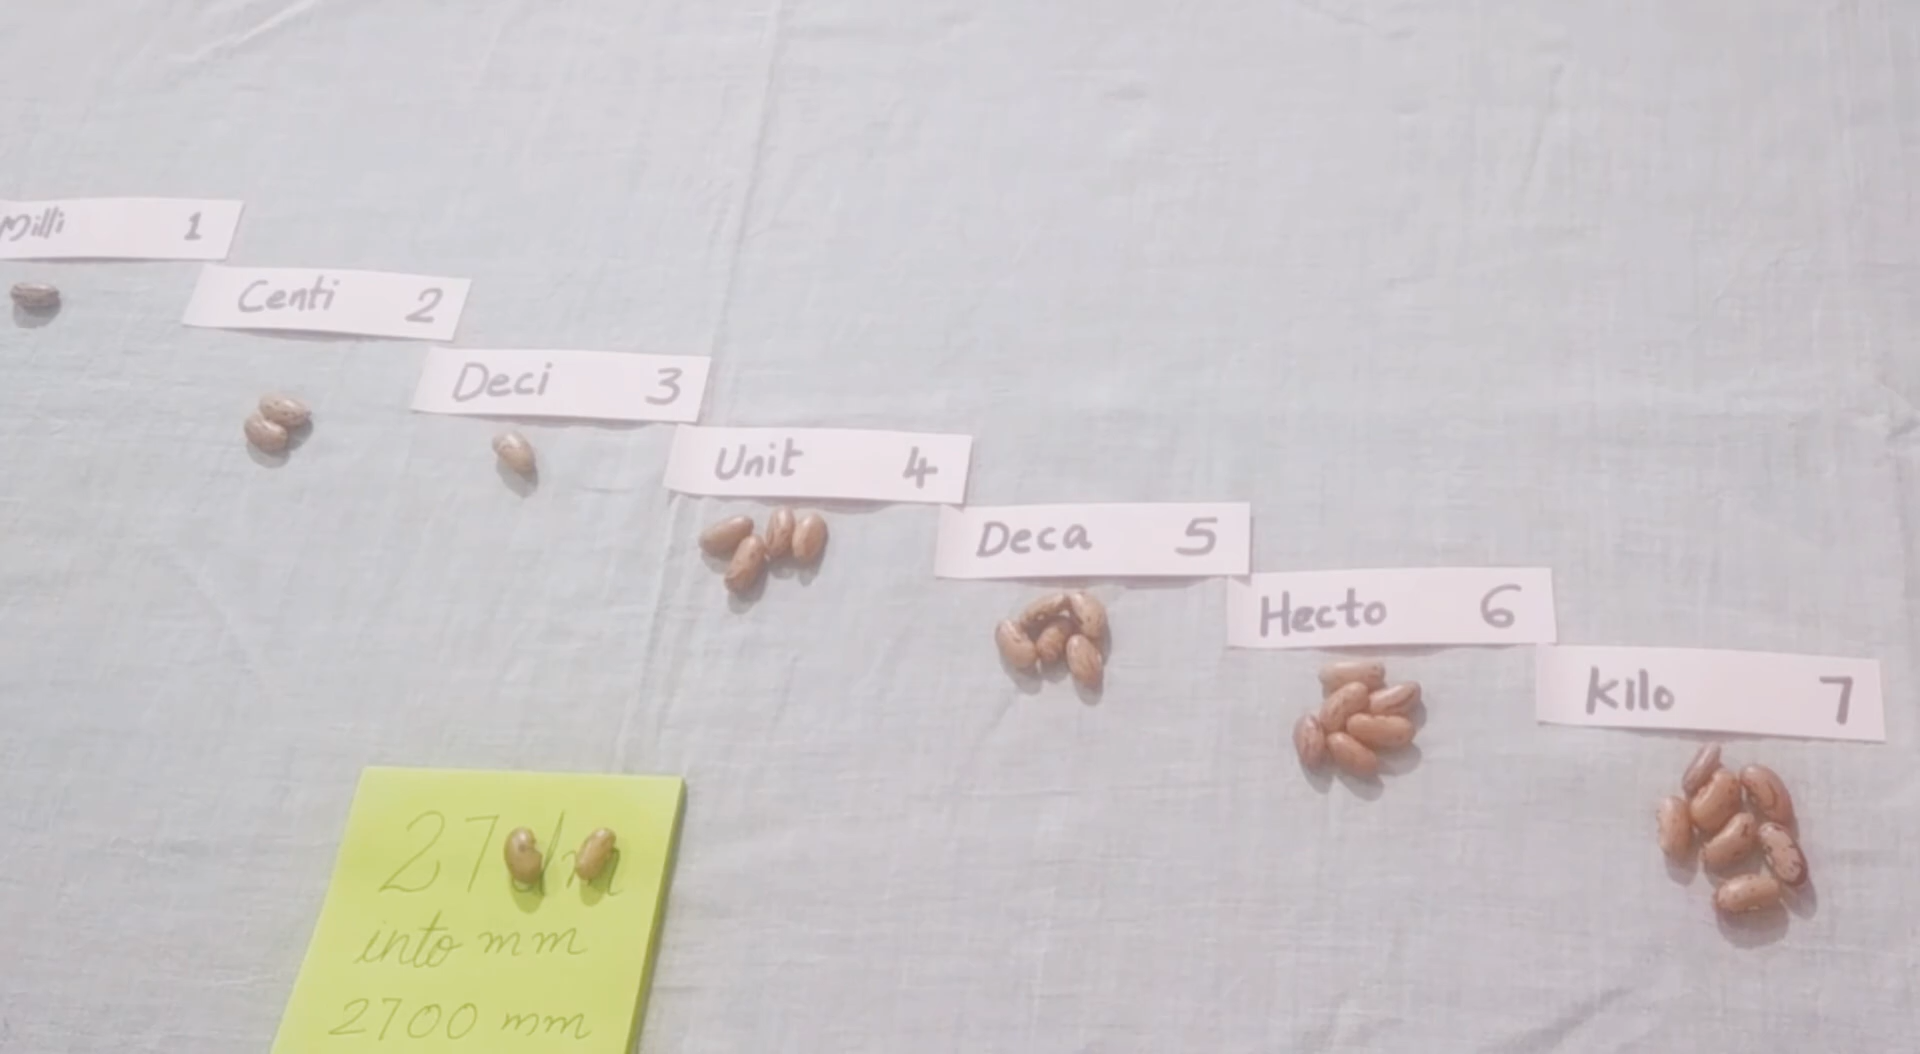 Milli 1
Centi 2
Deci 3
Unit 4
Deca 5
Hecto 6
Kilo 7
27 dm
into mm
2700 mm